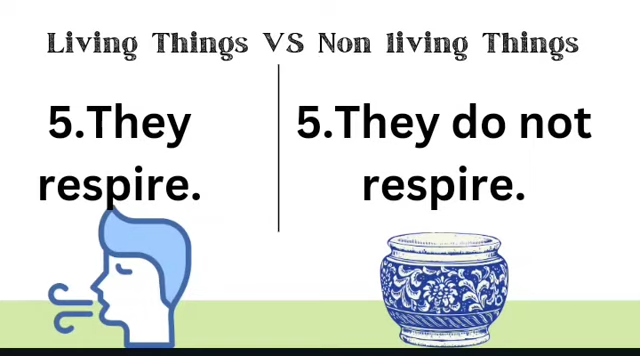 Living Things VS Non living Things
5.They
respire.
5.They do not
respire.